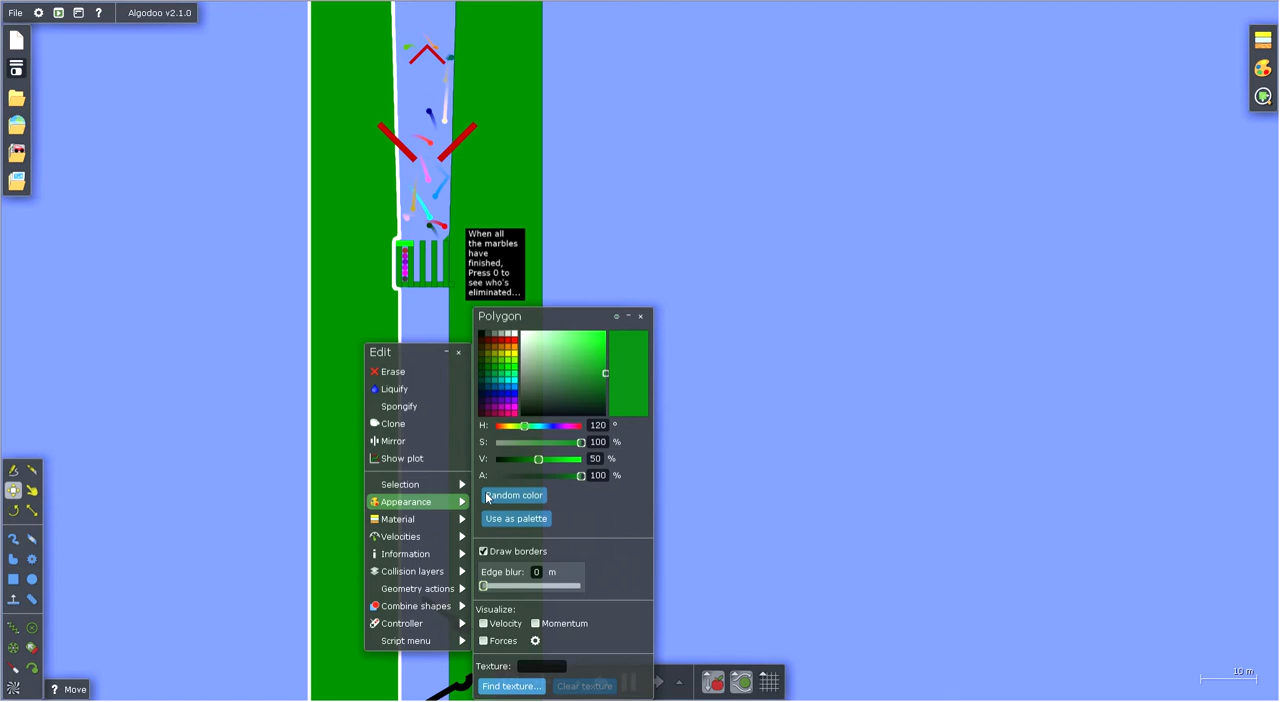 File
?
Algodoo v2.1.0
When all
the marbles
have
finished,
Press 0 to
see who's
eliminated...
Polygon
Edit
Erase
Liquify
Spongify
Clone
Mirror
Show plot
Selection
Appearance
Material
Velocities
Information
Collision layers
Geometry actions
Combine shapes
Controller
Script menu
H: 120 °
S: 100 %
V: 50 %
A: 100 %
Random color
Use as palette
Draw borders
Edge blur: 0 m
Visualize:
Velocity
Momentum
Forces
Texture:
Find texture...
Clear texture
? Move
10 m